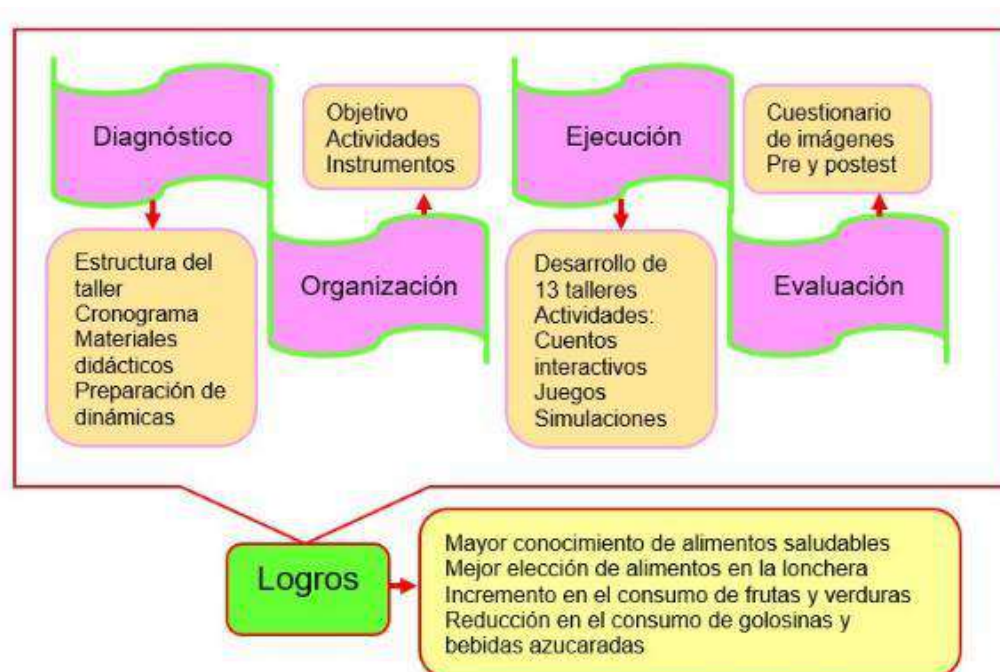 Diagnóstico
Estructura del
taller
Cronograma
Materiales
didácticos
Preparación de
dinámicas
Objetivo
Actividades
Instrumentos
Organización
Ejecución
Desarrollo de
13 talleres
Actividades:
Cuentos
interactivos
Juegos
Simulaciones
Cuestionario
de imágenes
Pre y postest
Evaluación
Logros
Mayor conocimiento de alimentos saludables
Mejor elección de alimentos en la lonchera
Incremento en el consumo de frutas y verduras
Reducción en el consumo de golosinas y
bebidas azucaradas